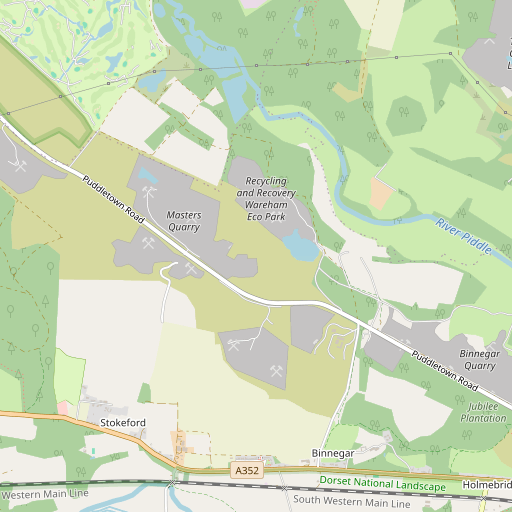 Puddletown Road
Masters
Quarry
Recycling
and Recovery
Wareham
Eco Park
River Piddle
Puddletown Road
Binnegar
Quarry
Jubilee
Plantation
Stokeford
Binnegar
A352
Dorset National Landscape
Holmebrid
Western Main Line
South Western Main Line